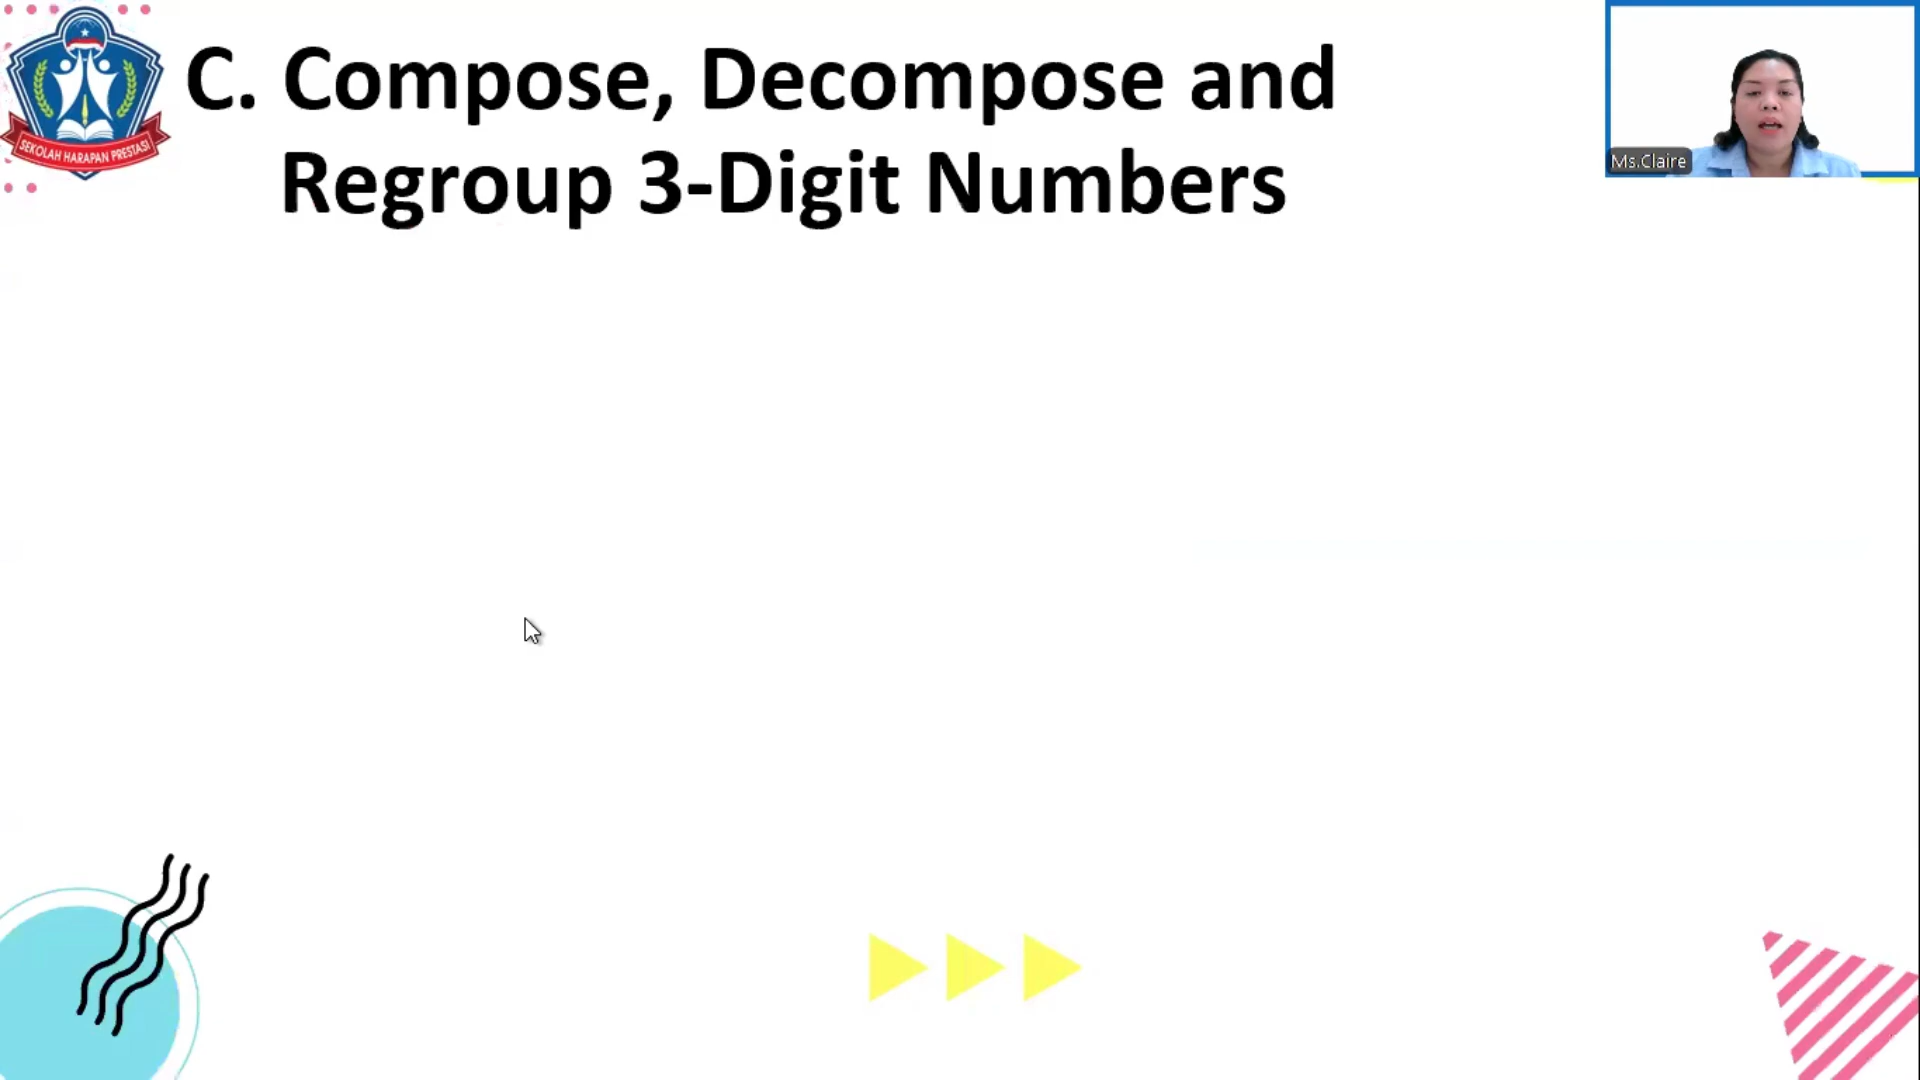 SEKOLAH HARAPAN PRESTASI
C. Compose, Decompose and
Regroup 3-Digit Numbers
Ms.Claire